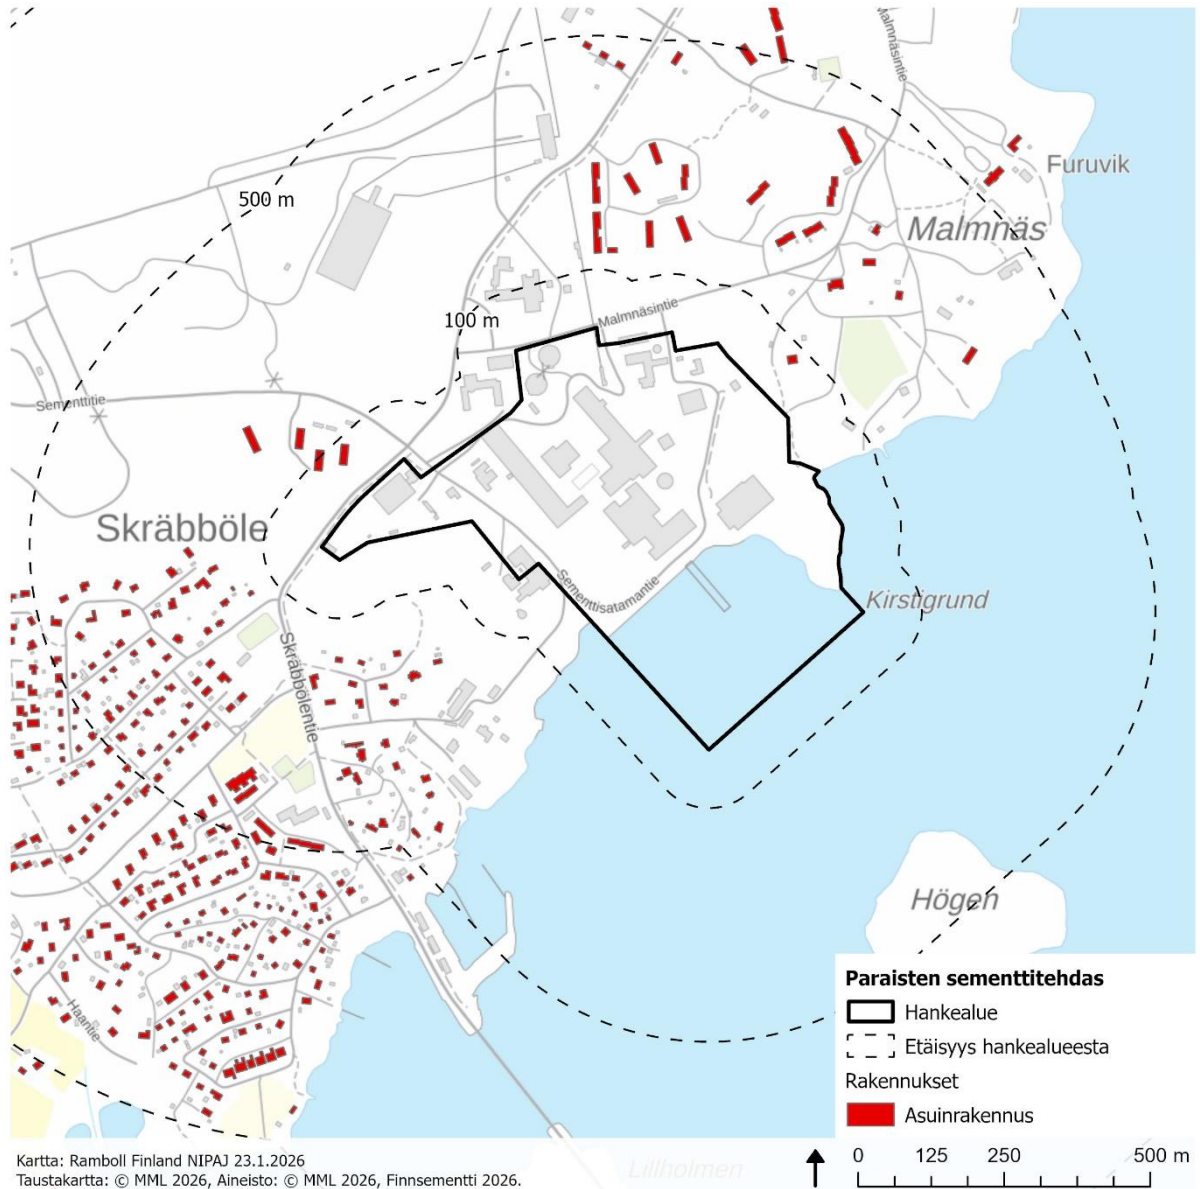 Malmnäsintie
Furuvik
500 m
Malmnäs
100 m
Malmnäsintie
Sementtitie
Skräbböle
Sementtisatamantie
Kirstigrund
Skräbbölentie
Högen
Haantie
Paraisten sementtitehdas
Hankealue
Etäisyys hankealueesta
Rakennukset
Asuinrakennus
Lillholmen
0 125 250 500 m
Kartta: Ramboll Finland NIPAJ 23.1.2026
Taustakartta: © MML 2026, Aineisto: © MML 2026, Finnsementti 2026.